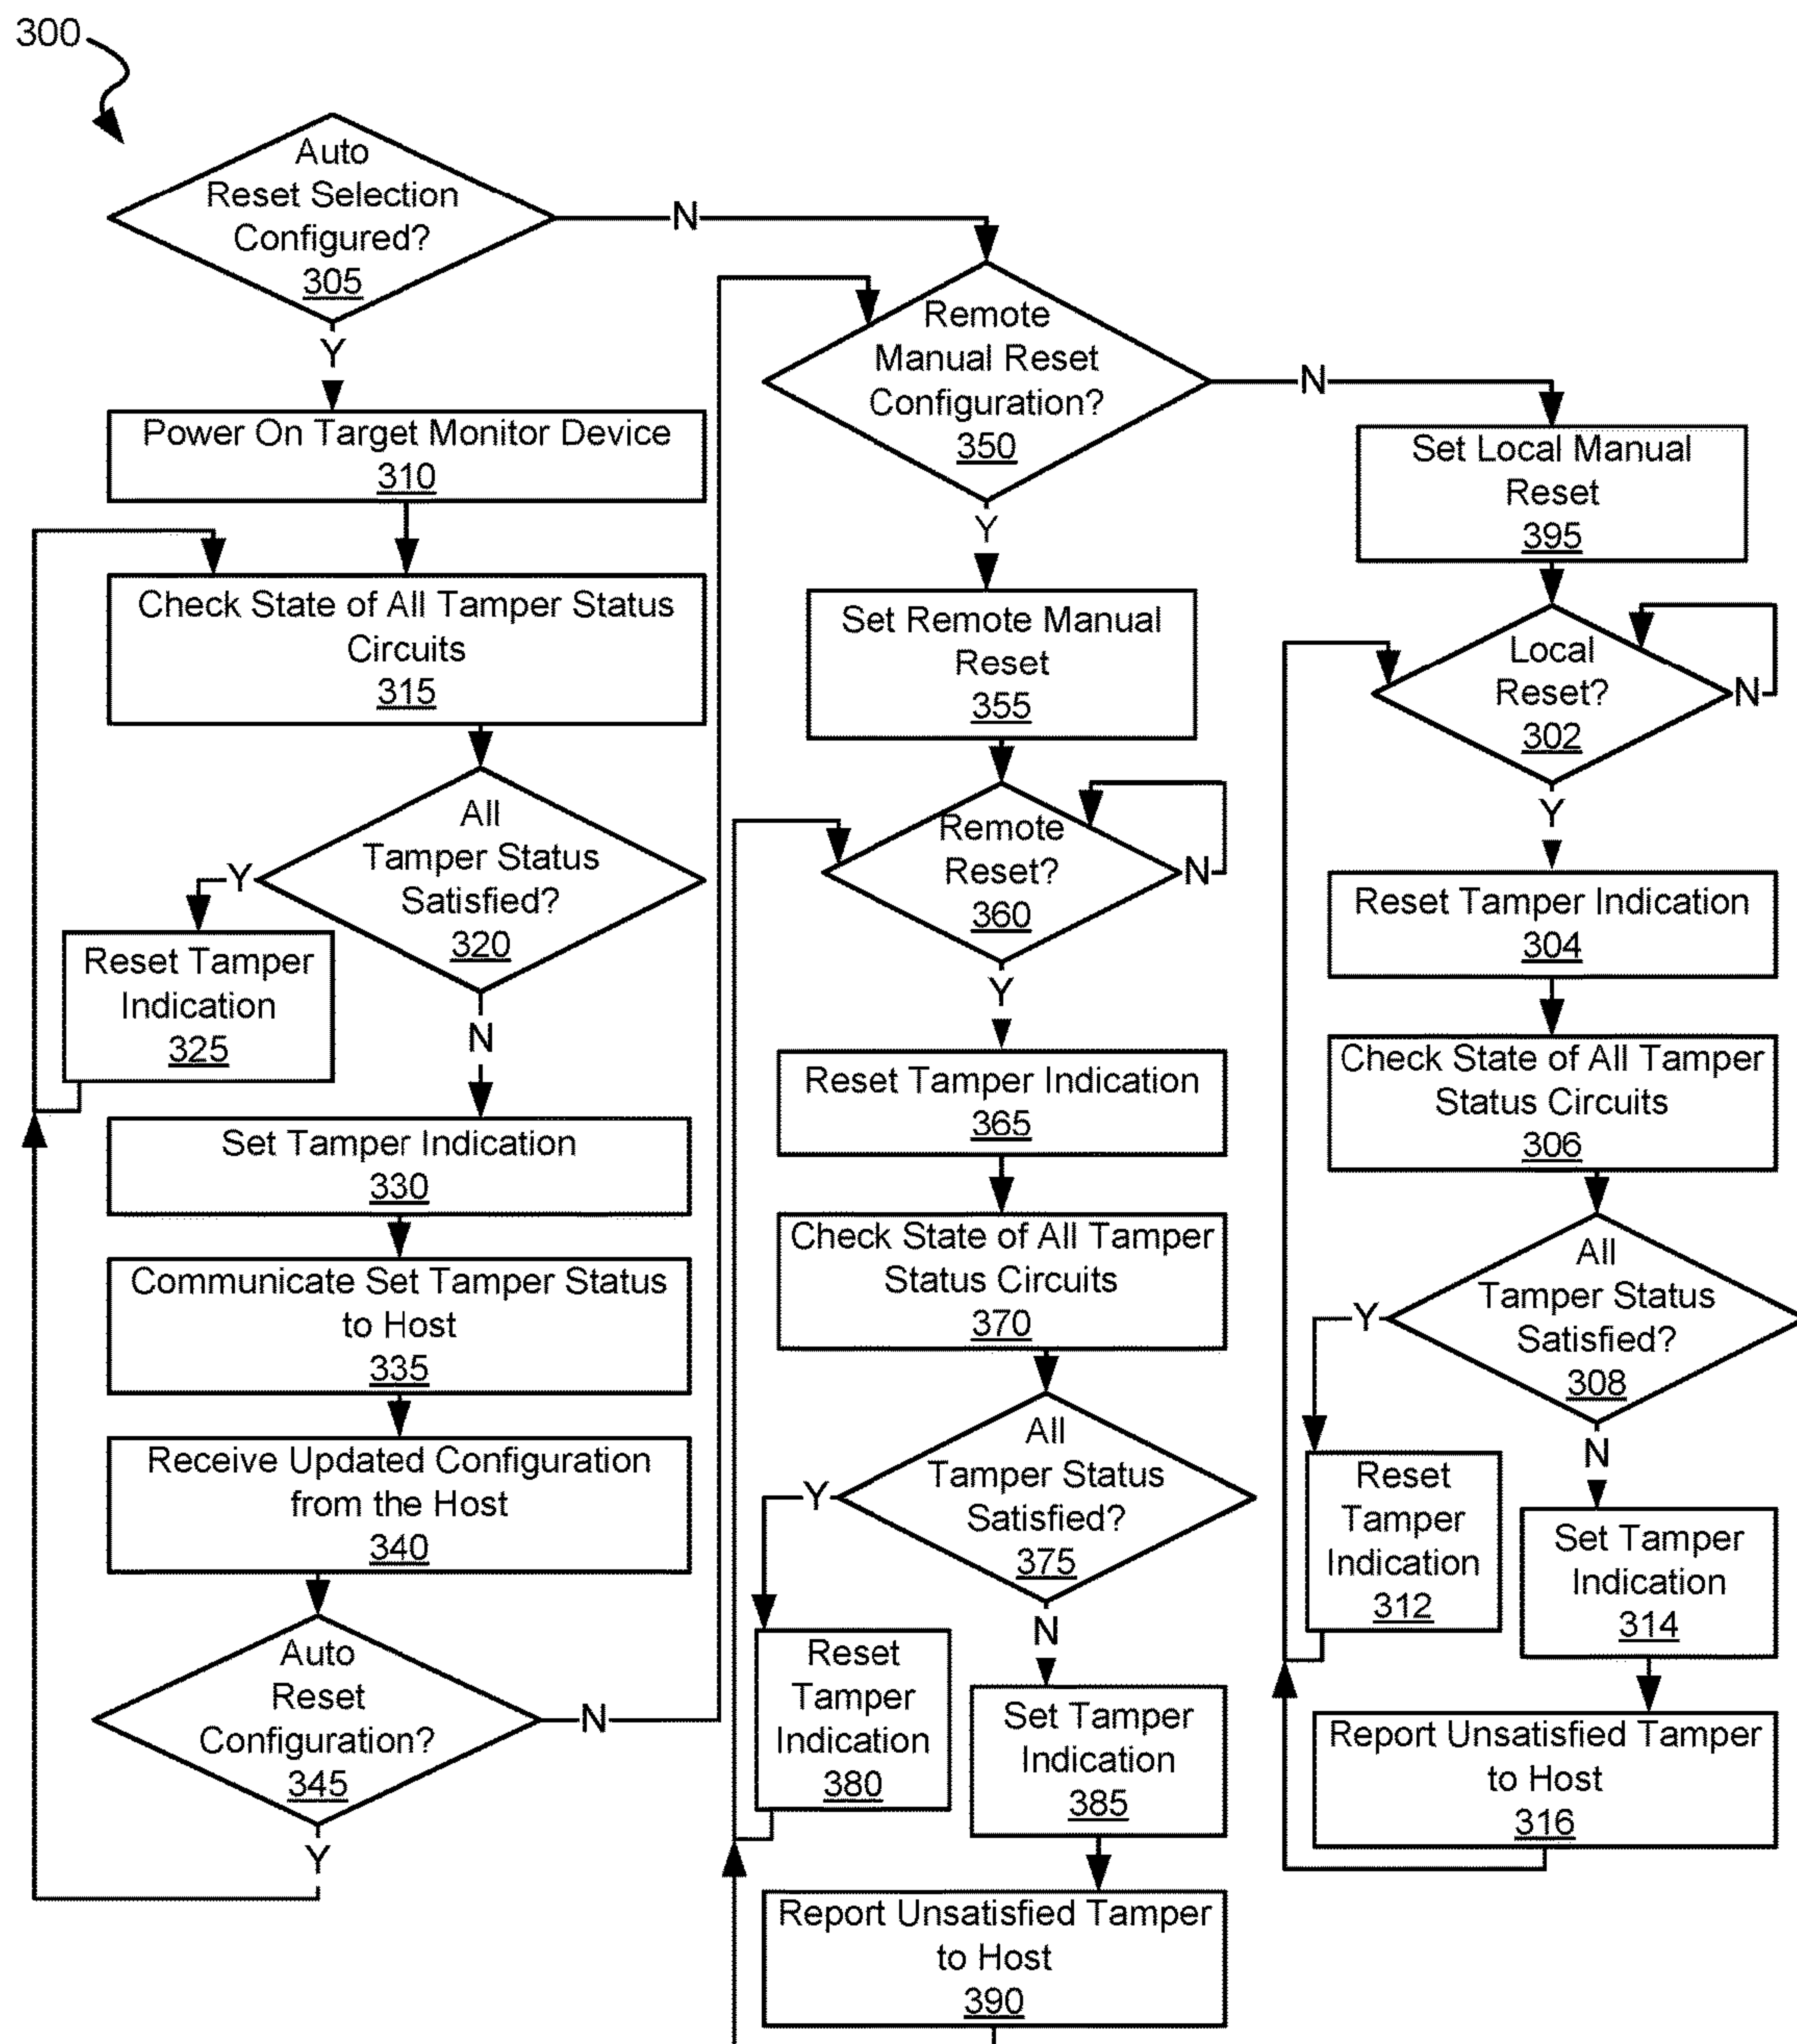 300
Auto
Reset Selection
Configured?
305
N
Y
Power On Target Monitor Device
310
Check State of All Tamper Status
Circuits
315
All
Tamper Status
Satisfied?
320
Y
Reset Tamper
Indication
325
N
Set Tamper Indication
330
Communicate Set Tamper Status
to Host
335
Receive Updated Configuration
from the Host
340
Auto
Reset
Configuration?
345
N
Y
Remote
Manual Reset
Configuration?
350
N
Y
Set Remote Manual
Reset
355
Remote
Reset?
360
N
Y
Reset Tamper Indication
365
Check State of All Tamper
Status Circuits
370
All
Tamper Status
Satisfied?
375
Y
N
Reset
Tamper
Indication
380
Set Tamper
Indication
385
Report Unsatisfied Tamper
to Host
390
Set Local Manual
Reset
395
Local
Reset?
302
N
Y
Reset Tamper Indication
304
Check State of All Tamper
Status Circuits
306
All
Tamper Status
Satisfied?
308
Y
N
Reset
Tamper
Indication
312
Set Tamper
Indication
314
Report Unsatisfied Tamper
to Host
316